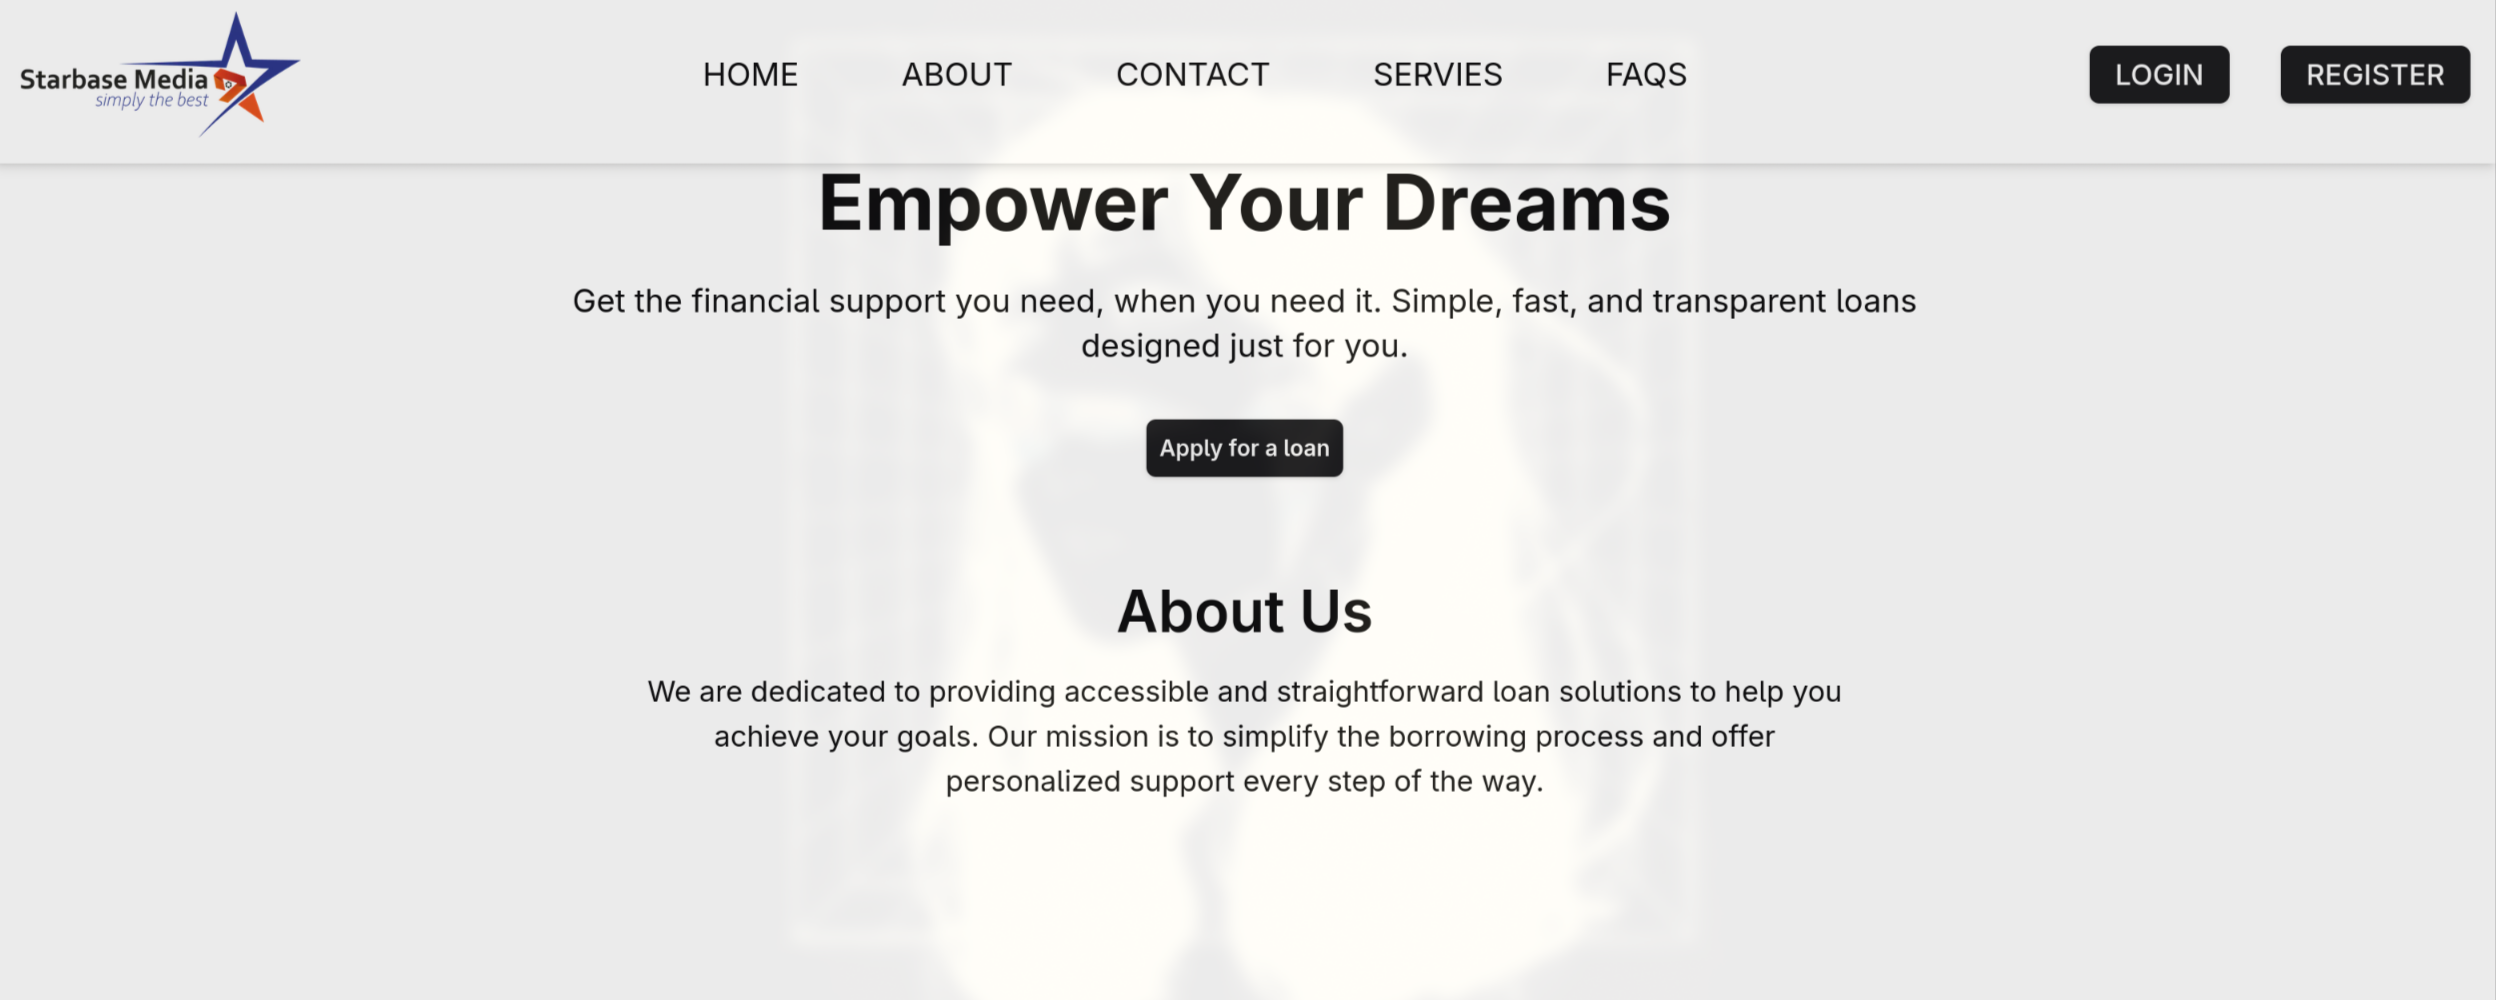 Starbase Media
simply the best
HOME
ABOUT
CONTACT
SERVIES
FAQS
LOGIN
REGISTER
Empower Your Dreams
Get the financial support you need, when you need it. Simple, fast, and transparent loans
designed just for you.
Apply for a loan
About Us
We are dedicated to providing accessible and straightforward loan solutions to help you
achieve your goals. Our mission is to simplify the borrowing process and offer
personalized support every step of the way.